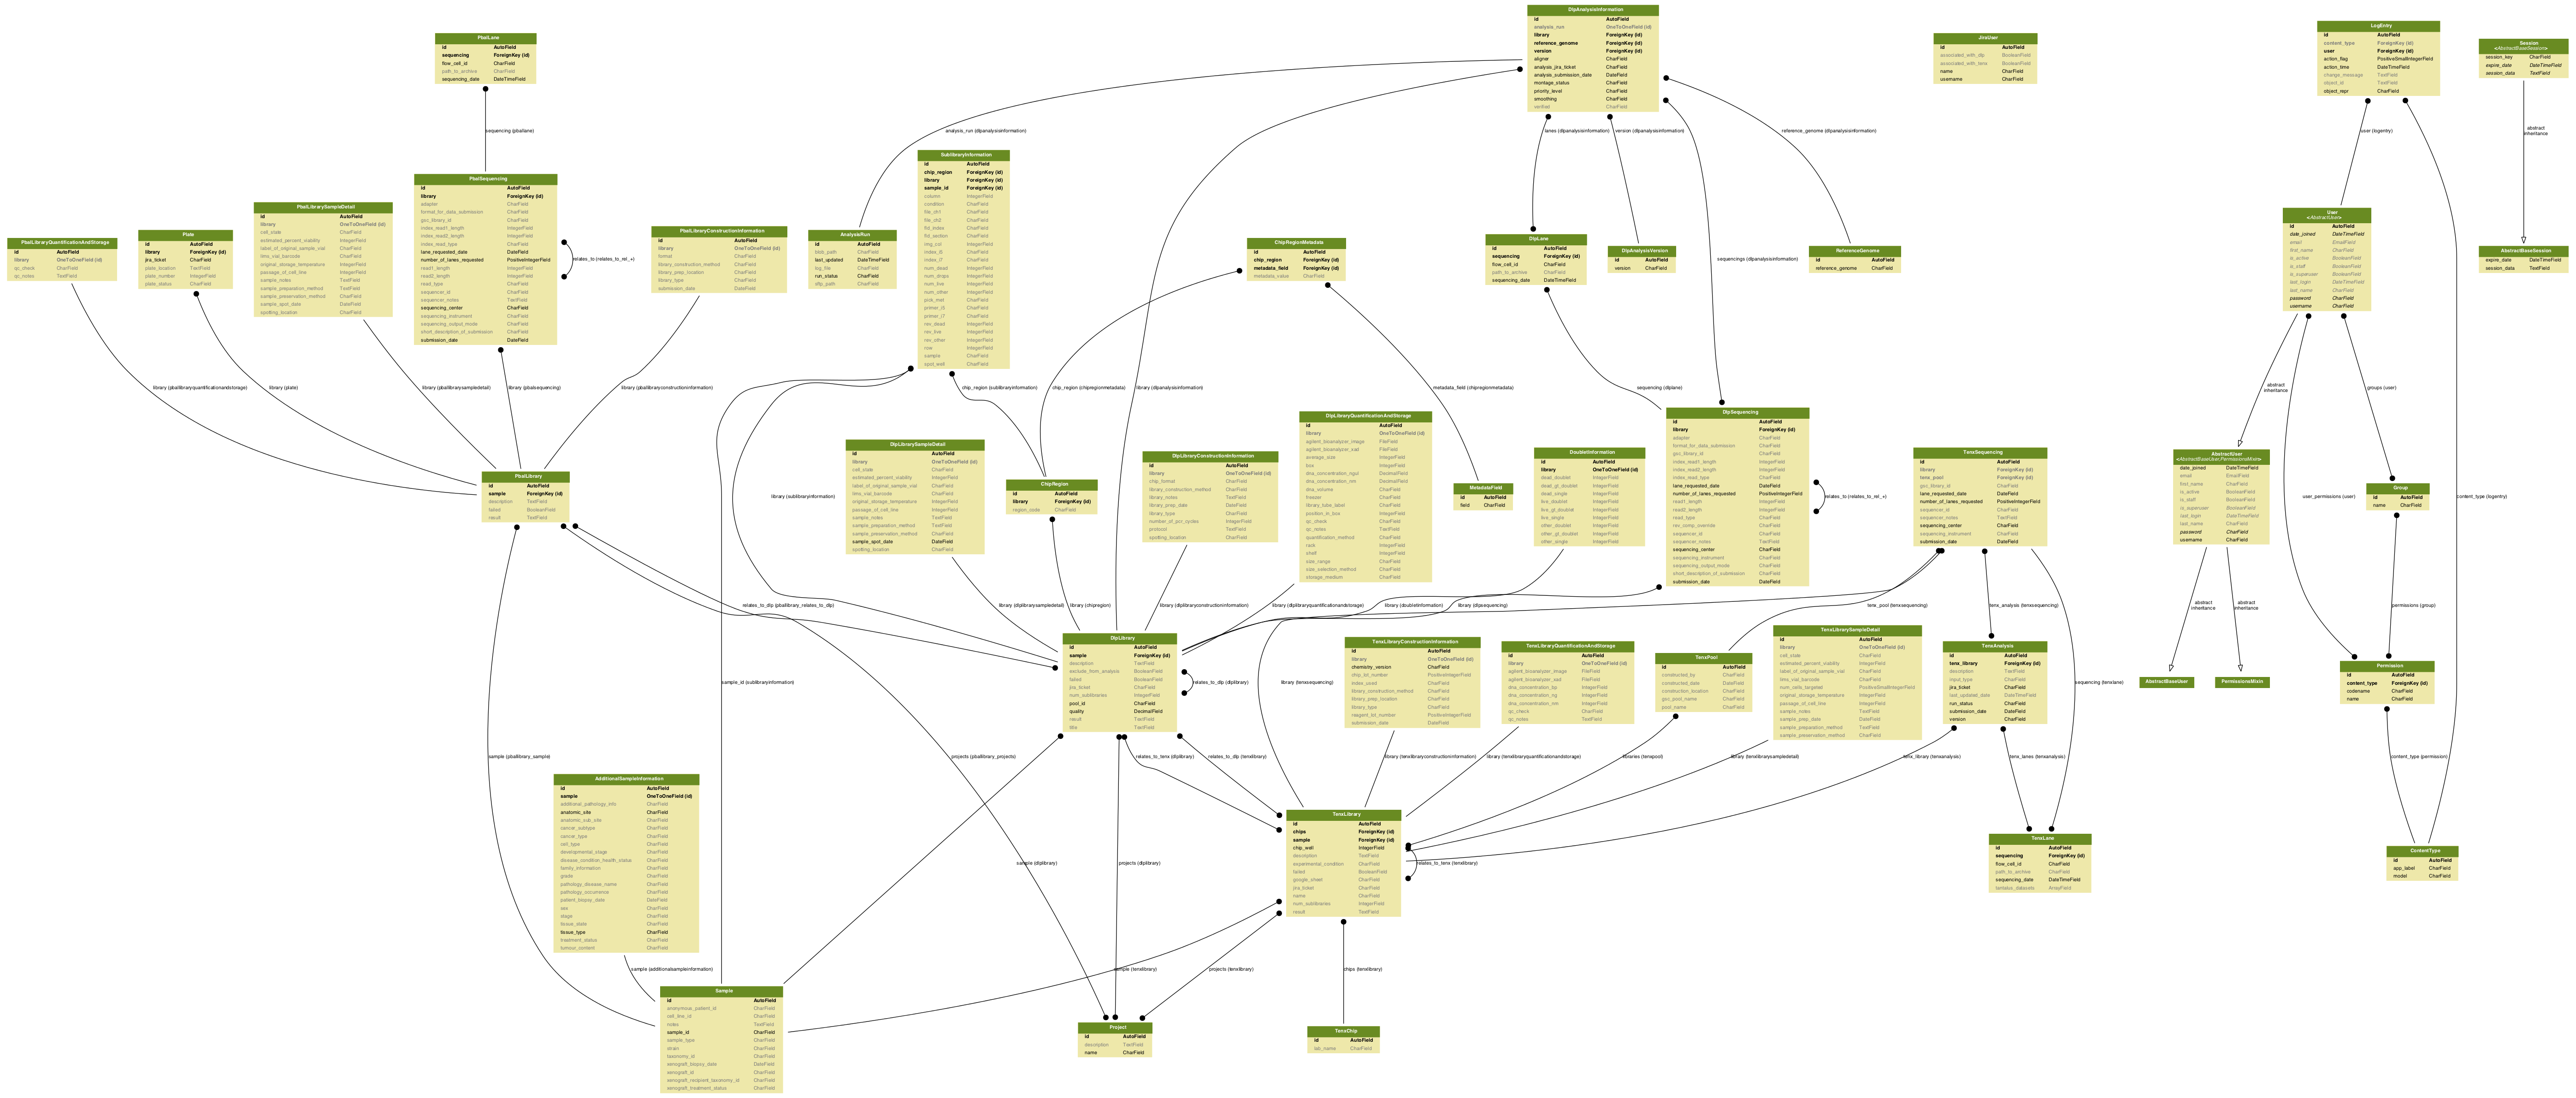 PbalLane
id AutoField
sequencing ForeignKey (id)
flow_cell_id CharField
path_to_archive CharField
sequencing_date DateTimeField
sequencing (pballane)
PbalSequencing
id AutoField
library ForeignKey (id)
adapter CharField
format_for_data_submission CharField
gsc_library_id CharField
index_read1_length IntegerField
index_read2_length IntegerField
index_read_type CharField
lane_requested_date DateField
number_of_lanes_requested PositiveIntegerField
read1_length IntegerField
read2_length IntegerField
read_type CharField
sequencer_id CharField
sequencer_notes TextField
sequencing_center CharField
sequencing_instrument CharField
sequencing_output_mode CharField
short_description_of_submission CharField
submission_date DateField
relates_to (relates_to_rel_+)
PbalLibrarySampleDetail
id AutoField
library OneToOneField (id)
cell_state CharField
estimated_percent_viability IntegerField
label_of_original_sample_vial CharField
lims_vial_barcode CharField
original_storage_temperature IntegerField
passage_of_cell_line IntegerField
sample_notes TextField
sample_preparation_method TextField
sample_preservation_method CharField
sample_spot_date DateField
spotting_location CharField
Plate
id AutoField
library ForeignKey (id)
jira_ticket CharField
plate_location TextField
plate_number IntegerField
plate_status CharField
PbalLibraryQuantificationAndStorage
id AutoField
library OneToOneField (id)
qc_check CharField
qc_notes TextField
PbalLibraryConstructionInformation
id AutoField
library OneToOneField (id)
format CharField
library_construction_method CharField
library_prep_location CharField
library_type CharField
submission_date DateField
AnalysisRun
id AutoField
blob_path CharField
last_updated DateTimeField
log_file CharField
run_status CharField
sftp_path CharField
SublibraryInformation
id AutoField
chip_region ForeignKey (id)
library ForeignKey (id)
sample_id ForeignKey (id)
column IntegerField
condition CharField
file_ch1 CharField
file_ch2 CharField
fld_index CharField
fld_section CharField
img_col IntegerField
index_i5 CharField
index_i7 CharField
num_dead IntegerField
num_drops IntegerField
num_live IntegerField
num_other IntegerField
pick_met CharField
primer_i5 CharField
primer_i7 CharField
rev_dead IntegerField
rev_live IntegerField
rev_other IntegerField
row IntegerField
sample CharField
spot_well CharField
DlpAnalysisInformation
id AutoField
analysis_run OneToOneField (id)
library ForeignKey (id)
reference_genome ForeignKey (id)
version ForeignKey (id)
aligner CharField
analysis_jira_ticket CharField
analysis_submission_date DateField
montage_status CharField
priority_level CharField
smoothing CharField
verified CharField
analysis_run (dlpanalysisinformation)
lanes (dlpanalysisinformation)
version (dlpanalysisinformation)
reference_genome (dlpanalysisinformation)
sequencings (dlpanalysisinformation)
JiraUser
id AutoField
associated_with_dlp BooleanField
associated_with_tenx BooleanField
name CharField
username CharField
LogEntry
id AutoField
content_type ForeignKey (id)
user ForeignKey (id)
action_flag PositiveSmallIntegerField
action_time DateTimeField
change_message TextField
object_id TextField
object_repr CharField
user (logentry)
Session
<AbstractBaseSession>
session_key CharField
expire_date DateTimeField
session_data TextField
abstract
inheritance
AbstractBaseSession
expire_date DateTimeField
session_data TextField
User
<AbstractUser>
id AutoField
date_joined DateTimeField
email EmailField
first_name CharField
is_active BooleanField
is_staff BooleanField
is_superuser BooleanField
last_login DateTimeField
last_name CharField
password CharField
username CharField
ChipRegionMetadata
id AutoField
chip_region ForeignKey (id)
metadata_field ForeignKey (id)
metadata_value CharField
DlpLane
id AutoField
sequencing ForeignKey (id)
flow_cell_id CharField
path_to_archive CharField
sequencing_date DateTimeField
DlpAnalysisVersion
id AutoField
version CharField
ReferenceGenome
id AutoField
reference_genome CharField
library (pballibraryquantificationandstorage)
library (plate)
library (pballibrarysampledetail)
library (pbalsequencing)
library (pballibraryconstructioninformation)
chip_region (sublibraryinformation)
chip_region (chipregionmetadata)
library (dlpanalysisinformation)
metadata_field (chipregionmetadata)
sequencing (dlplane)
abstract
inheritance
groups (user)
PbalLibrary
id AutoField
sample ForeignKey (id)
description TextField
failed BooleanField
result TextField
DlpLibrarySampleDetail
id AutoField
library OneToOneField (id)
cell_state CharField
estimated_percent_viability IntegerField
label_of_original_sample_vial CharField
lims_vial_barcode CharField
original_storage_temperature IntegerField
passage_of_cell_line IntegerField
sample_notes TextField
sample_preparation_method TextField
sample_preservation_method CharField
sample_spot_date DateField
spotting_location CharField
ChipRegion
id AutoField
library ForeignKey (id)
region_code CharField
DlpLibraryConstructionInformation
id AutoField
library OneToOneField (id)
chip_format CharField
library_construction_method CharField
library_notes TextField
library_prep_date DateField
library_type CharField
number_of_pcr_cycles IntegerField
protocol TextField
spotting_location CharField
DlpLibraryQuantificationAndStorage
id AutoField
library OneToOneField (id)
agilent_bioanalyzer_image FileField
agilent_bioanalyzer_xad FileField
average_size IntegerField
box IntegerField
dna_concentration_ngul DecimalField
dna_concentration_nm DecimalField
dna_volume CharField
freezer CharField
library_tube_label CharField
position_in_box IntegerField
qc_check CharField
qc_notes TextField
quantification_method CharField
rack IntegerField
shelf IntegerField
size_range CharField
size_selection_method CharField
storage_medium CharField
MetadataField
id AutoField
field CharField
DoubletInformation
id AutoField
library OneToOneField (id)
dead_doublet IntegerField
dead_gt_doublet IntegerField
dead_single IntegerField
live_doublet IntegerField
live_gt_doublet IntegerField
live_single IntegerField
other_doublet IntegerField
other_gt_doublet IntegerField
other_single IntegerField
DlpSequencing
id AutoField
library ForeignKey (id)
adapter CharField
format_for_data_submission CharField
gsc_library_id CharField
index_read1_length IntegerField
index_read2_length IntegerField
index_read_type CharField
lane_requested_date DateField
number_of_lanes_requested PositiveIntegerField
read1_length IntegerField
read2_length IntegerField
read_type CharField
rev_comp_override CharField
sequencer_id CharField
sequencer_notes TextField
sequencing_center CharField
sequencing_instrument CharField
sequencing_output_mode CharField
short_description_of_submission CharField
submission_date DateField
relates_to (relates_to_rel_+)
TenxSequencing
id AutoField
library ForeignKey (id)
tenx_pool ForeignKey (id)
gsc_library_id CharField
lane_requested_date DateField
number_of_lanes_requested PositiveIntegerField
sequencer_id CharField
sequencer_notes TextField
sequencing_center CharField
sequencing_instrument CharField
submission_date DateField
AbstractUser
<AbstractBaseUser,PermissionsMixin>
date_joined DateTimeField
email EmailField
first_name CharField
is_active BooleanField
is_staff BooleanField
is_superuser BooleanField
last_login DateTimeField
last_name CharField
password CharField
username CharField
Group
id AutoField
name CharField
user_permissions (user)
content_type (logentry)
library (sublibraryinformation)
relates_to_dlp (pballibrary_relates_to_dlp)
library (dlplibrarysampledetail)
library (chipregion)
library (dlplibraryconstructioninformation)
library (dlplibraryquantificationandstorage)
library (doubletinformation)
library (dlpsequencing)
tenx_pool (tenxsequencing)
tenx_analysis (tenxsequencing)
abstract
inheritance
abstract
inheritance
permissions (group)
DlpLibrary
id AutoField
sample ForeignKey (id)
description TextField
exclude_from_analysis BooleanField
failed BooleanField
jira_ticket CharField
num_sublibraries IntegerField
pool_id CharField
quality DecimalField
result TextField
title TextField
relates_to_dlp (dlplibrary)
sample_id (sublibraryinformation)
library (tenxsequencing)
TenxLibraryConstructionInformation
id AutoField
library OneToOneField (id)
chemistry_version CharField
chip_lot_number PositiveIntegerField
index_used CharField
library_construction_method CharField
library_prep_location CharField
library_type CharField
reagent_lot_number PositiveIntegerField
submission_date DateField
TenxLibraryQuantificationAndStorage
id AutoField
library OneToOneField (id)
agilent_bioanalyzer_image FileField
agilent_bioanalyzer_xad FileField
dna_concentration_bp IntegerField
dna_concentration_ng IntegerField
dna_concentration_nm DecimalField
qc_check CharField
qc_notes TextField
TenxPool
id AutoField
constructed_by CharField
constructed_date DateField
construction_location CharField
gsc_pool_name CharField
pool_name CharField
TenxLibrarySampleDetail
id AutoField
library OneToOneField (id)
cell_state CharField
estimated_percent_viability IntegerField
label_of_original_sample_vial CharField
lims_vial_barcode CharField
num_cells_targeted PositiveSmallIntegerField
original_storage_temperature IntegerField
passage_of_cell_line IntegerField
sample_notes TextField
sample_prep_date DateField
sample_preparation_method TextField
sample_preservation_method CharField
TenxAnalysis
id AutoField
tenx_library ForeignKey (id)
description TextField
input_type CharField
jira_ticket CharField
last_updated_date DateTimeField
run_status CharField
submission_date DateField
version CharField
sequencing (tenxlane)
AbstractBaseUser
PermissionsMixin
Permission
id AutoField
content_type ForeignKey (id)
codename CharField
name CharField
sample (pballibrary_sample)
projects (pballibrary_projects)
relates_to_tenx (dlplibrary)
relates_to_dlp (tenxlibrary)
library (tenxlibraryconstructioninformation)
library (tenxlibraryquantificationandstorage)
libraries (tenxpool)
library (tenxlibrarysampledetail)
tenx_library (tenxanalysis)
tenx_lanes (tenxanalysis)
content_type (permission)
AdditionalSampleInformation
id AutoField
sample OneToOneField (id)
additional_pathology_info CharField
anatomic_site CharField
anatomic_sub_site CharField
cancer_subtype CharField
cancer_type CharField
cell_type CharField
developmental_stage CharField
disease_condition_health_status CharField
family_information CharField
grade CharField
pathology_disease_name CharField
pathology_occurrence CharField
patient_biopsy_date DateField
sex CharField
stage CharField
tissue_state CharField
tissue_type CharField
treatment_status CharField
tumour_content CharField
sample (dlplibrary)
projects (dlplibrary)
TenxLibrary
id AutoField
chips ForeignKey (id)
sample ForeignKey (id)
chip_well IntegerField
description TextField
experimental_condition CharField
failed BooleanField
google_sheet CharField
jira_ticket CharField
name CharField
num_sublibraries IntegerField
result TextField
relates_to_tenx (tenxlibrary)
TenxLane
id AutoField
sequencing ForeignKey (id)
flow_cell_id CharField
path_to_archive CharField
sequencing_date DateTimeField
tantalus_datasets ArrayField
ContentType
id AutoField
app_label CharField
model CharField
sample (additionalsampleinformation)
sample (tenxlibrary)
projects (tenxlibrary)
chips (tenxlibrary)
Sample
id AutoField
anonymous_patient_id CharField
cell_line_id CharField
notes TextField
sample_id CharField
sample_type CharField
strain CharField
taxonomy_id CharField
xenograft_biopsy_date DateField
xenograft_id CharField
xenograft_recipient_taxonomy_id CharField
xenograft_treatment_status CharField
Project
id AutoField
description TextField
name CharField
TenxChip
id AutoField
lab_name CharField